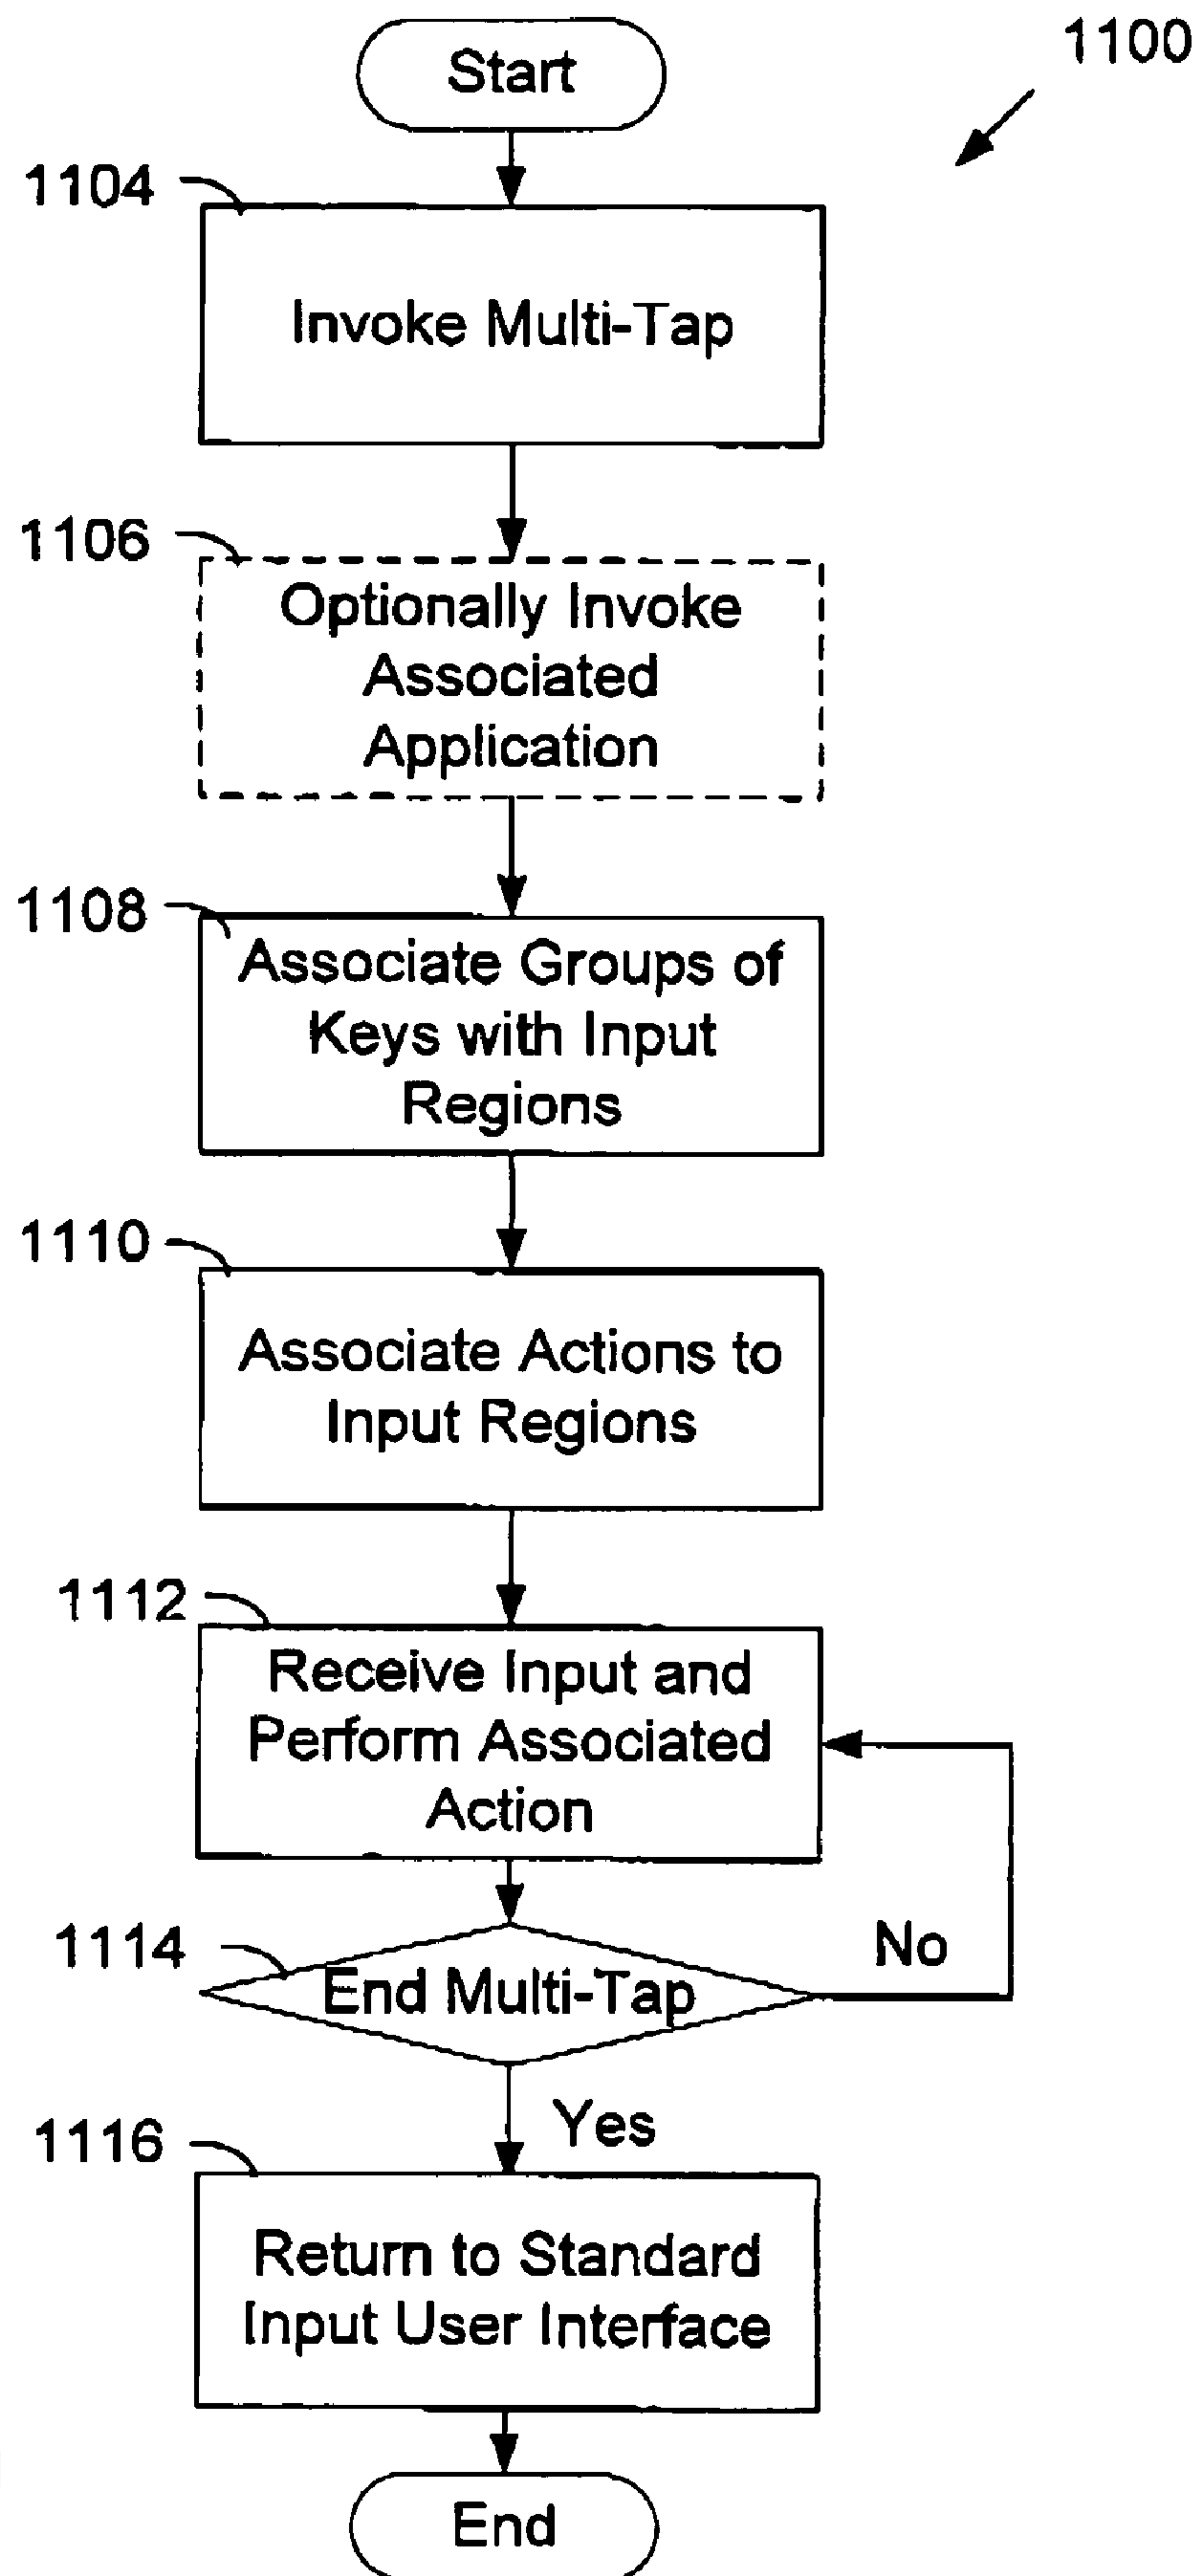 1100
Start
1104
Invoke Multi-Tap
1106
Optionally Invoke
Associated
Application
1108
Associate Groups of
Keys with Input
Regions
1110
Associate Actions to
Input Regions
1112
Receive Input and
Perform Associated
Action
1114
End Multi-Tap
No
Yes
1116
Return to Standard
Input User Interface
End